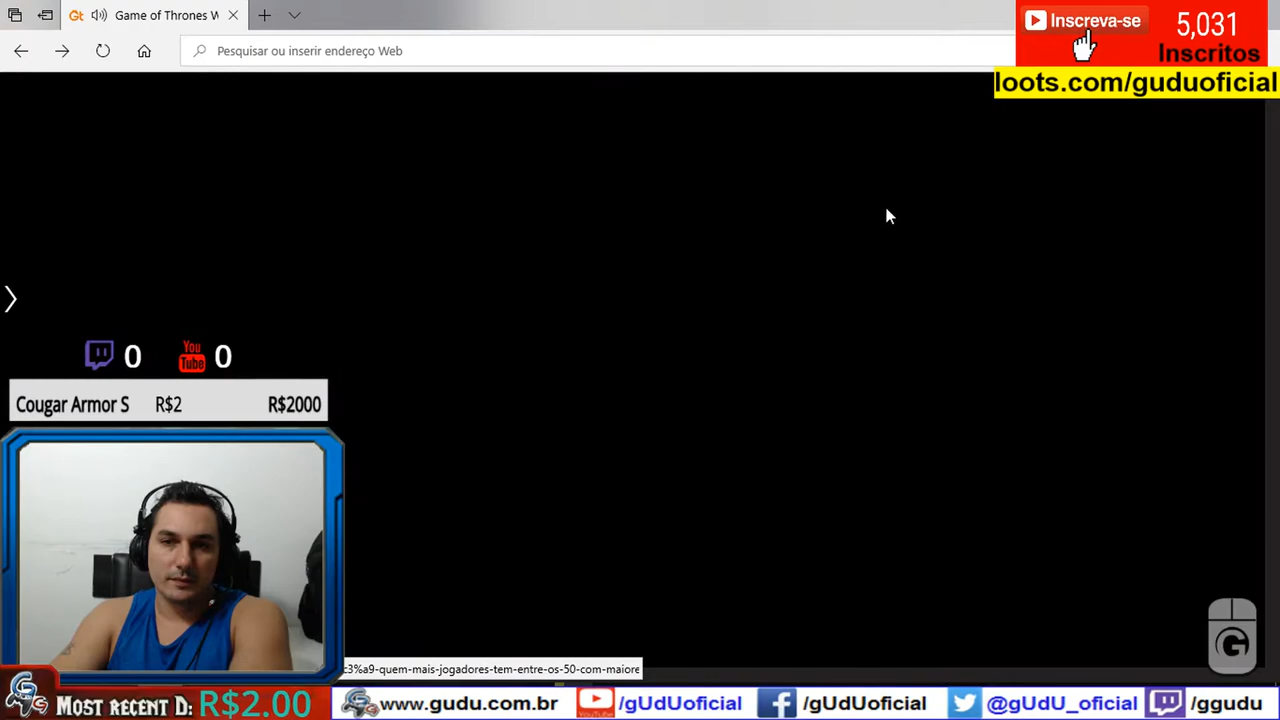 Game of Thrones W
Pesquisar ou inserir endereço Web
Inscreva-se
5,031
Inscritos
loots.com/guduoficial
0
You
Tube
0
Cougar Armor S R$2 R$2000
c3%a9-quem-mais-jogadores-tem-entre-os-50-com-maiore
G
Most recent D: R$2.00
www.gudu.com.br
YouTube
/gUdUoficial
/gUdUoficial
@gUdU_oficial
/ggudu